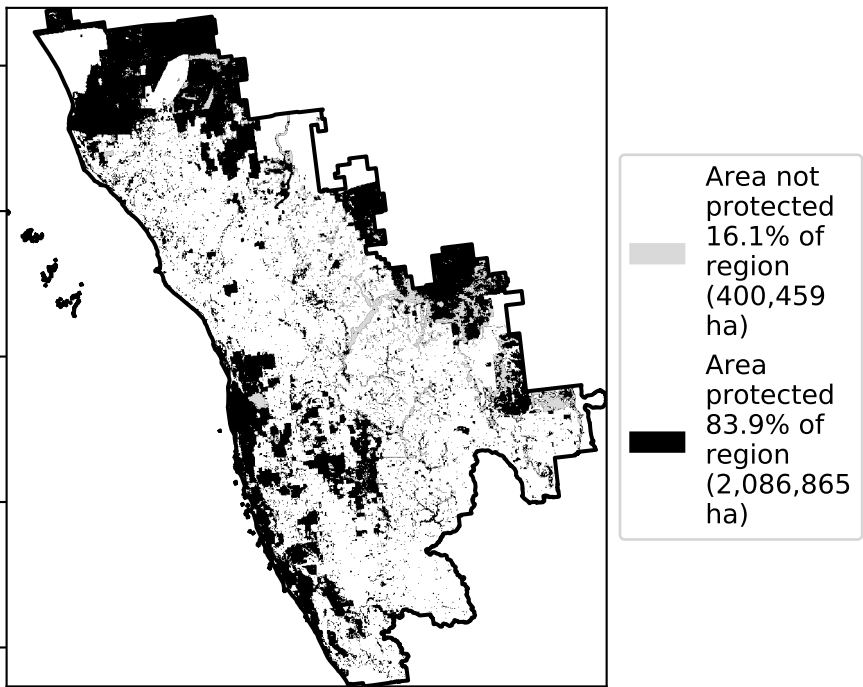 Area not
protected
16.1% of
region
(400,459
ha)
Area
protected
83.9% of
region
(2,086,865
ha)